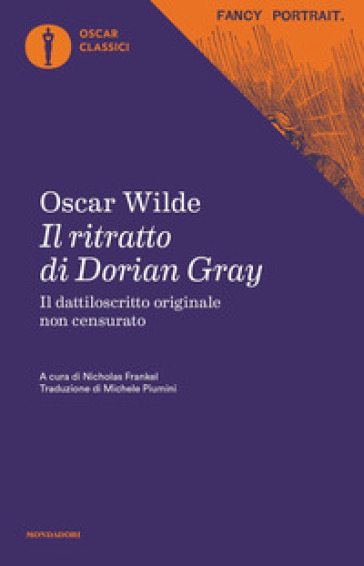 OSCAR
CLASSICI
FANCY PORTRAIT.
Oscar Wilde
Il ritratto
di Dorian Gray
Il dattiloscritto originale
non censurato
A cura di Nicholas Frankel
Traduzione di Michele Piumini
MONDADORI